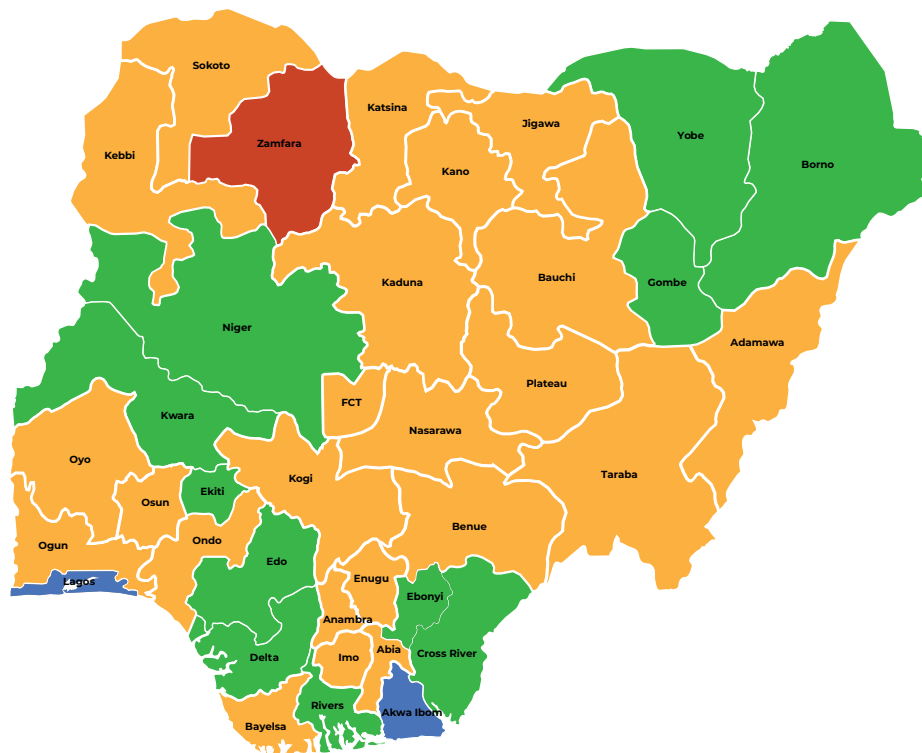 Sokoto
Zamfara
Katsina
Jigawa
Yobe
Borno
Kebbi
Kano
Kaduna
Bauchi
Gombe
Niger
Adamawa
FCT
Plateau
Kwara
Nasarawa
Oyo
Taraba
Kogi
Ekiti
Osun
Benue
Ogun
Ondo
Edo
Lagos
Enugu
Ebonyi
Anambra
Delta
Imo
Abia
Cross River
Rivers
Akwa Ibom
Bayelsa